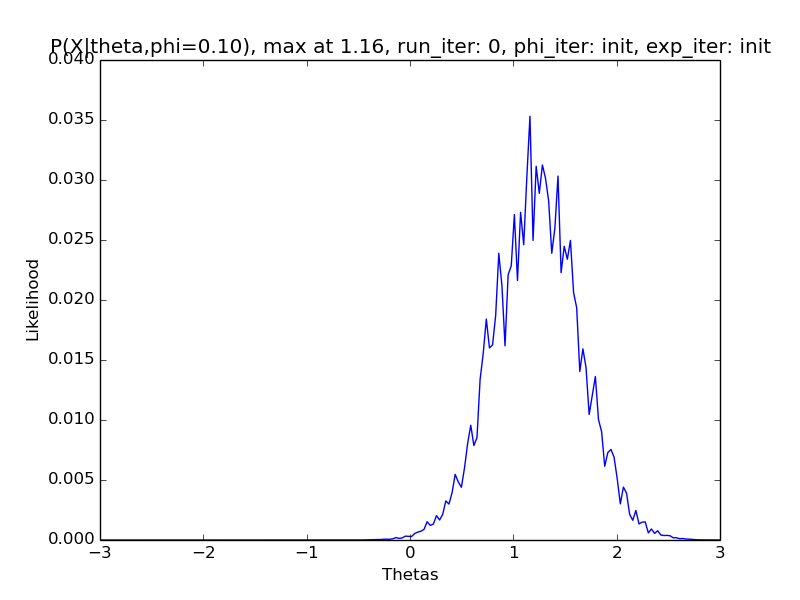 P(X|theta,phi=0.10), max at 1.16, run_iter: 0, phi_iter: init, exp_iter: init
0.040
0.035
0.030
0.025
0.020
0.015
0.010
0.005
0.000
Likelihood
−3 −2 −1 0 1 2 3
Thetas